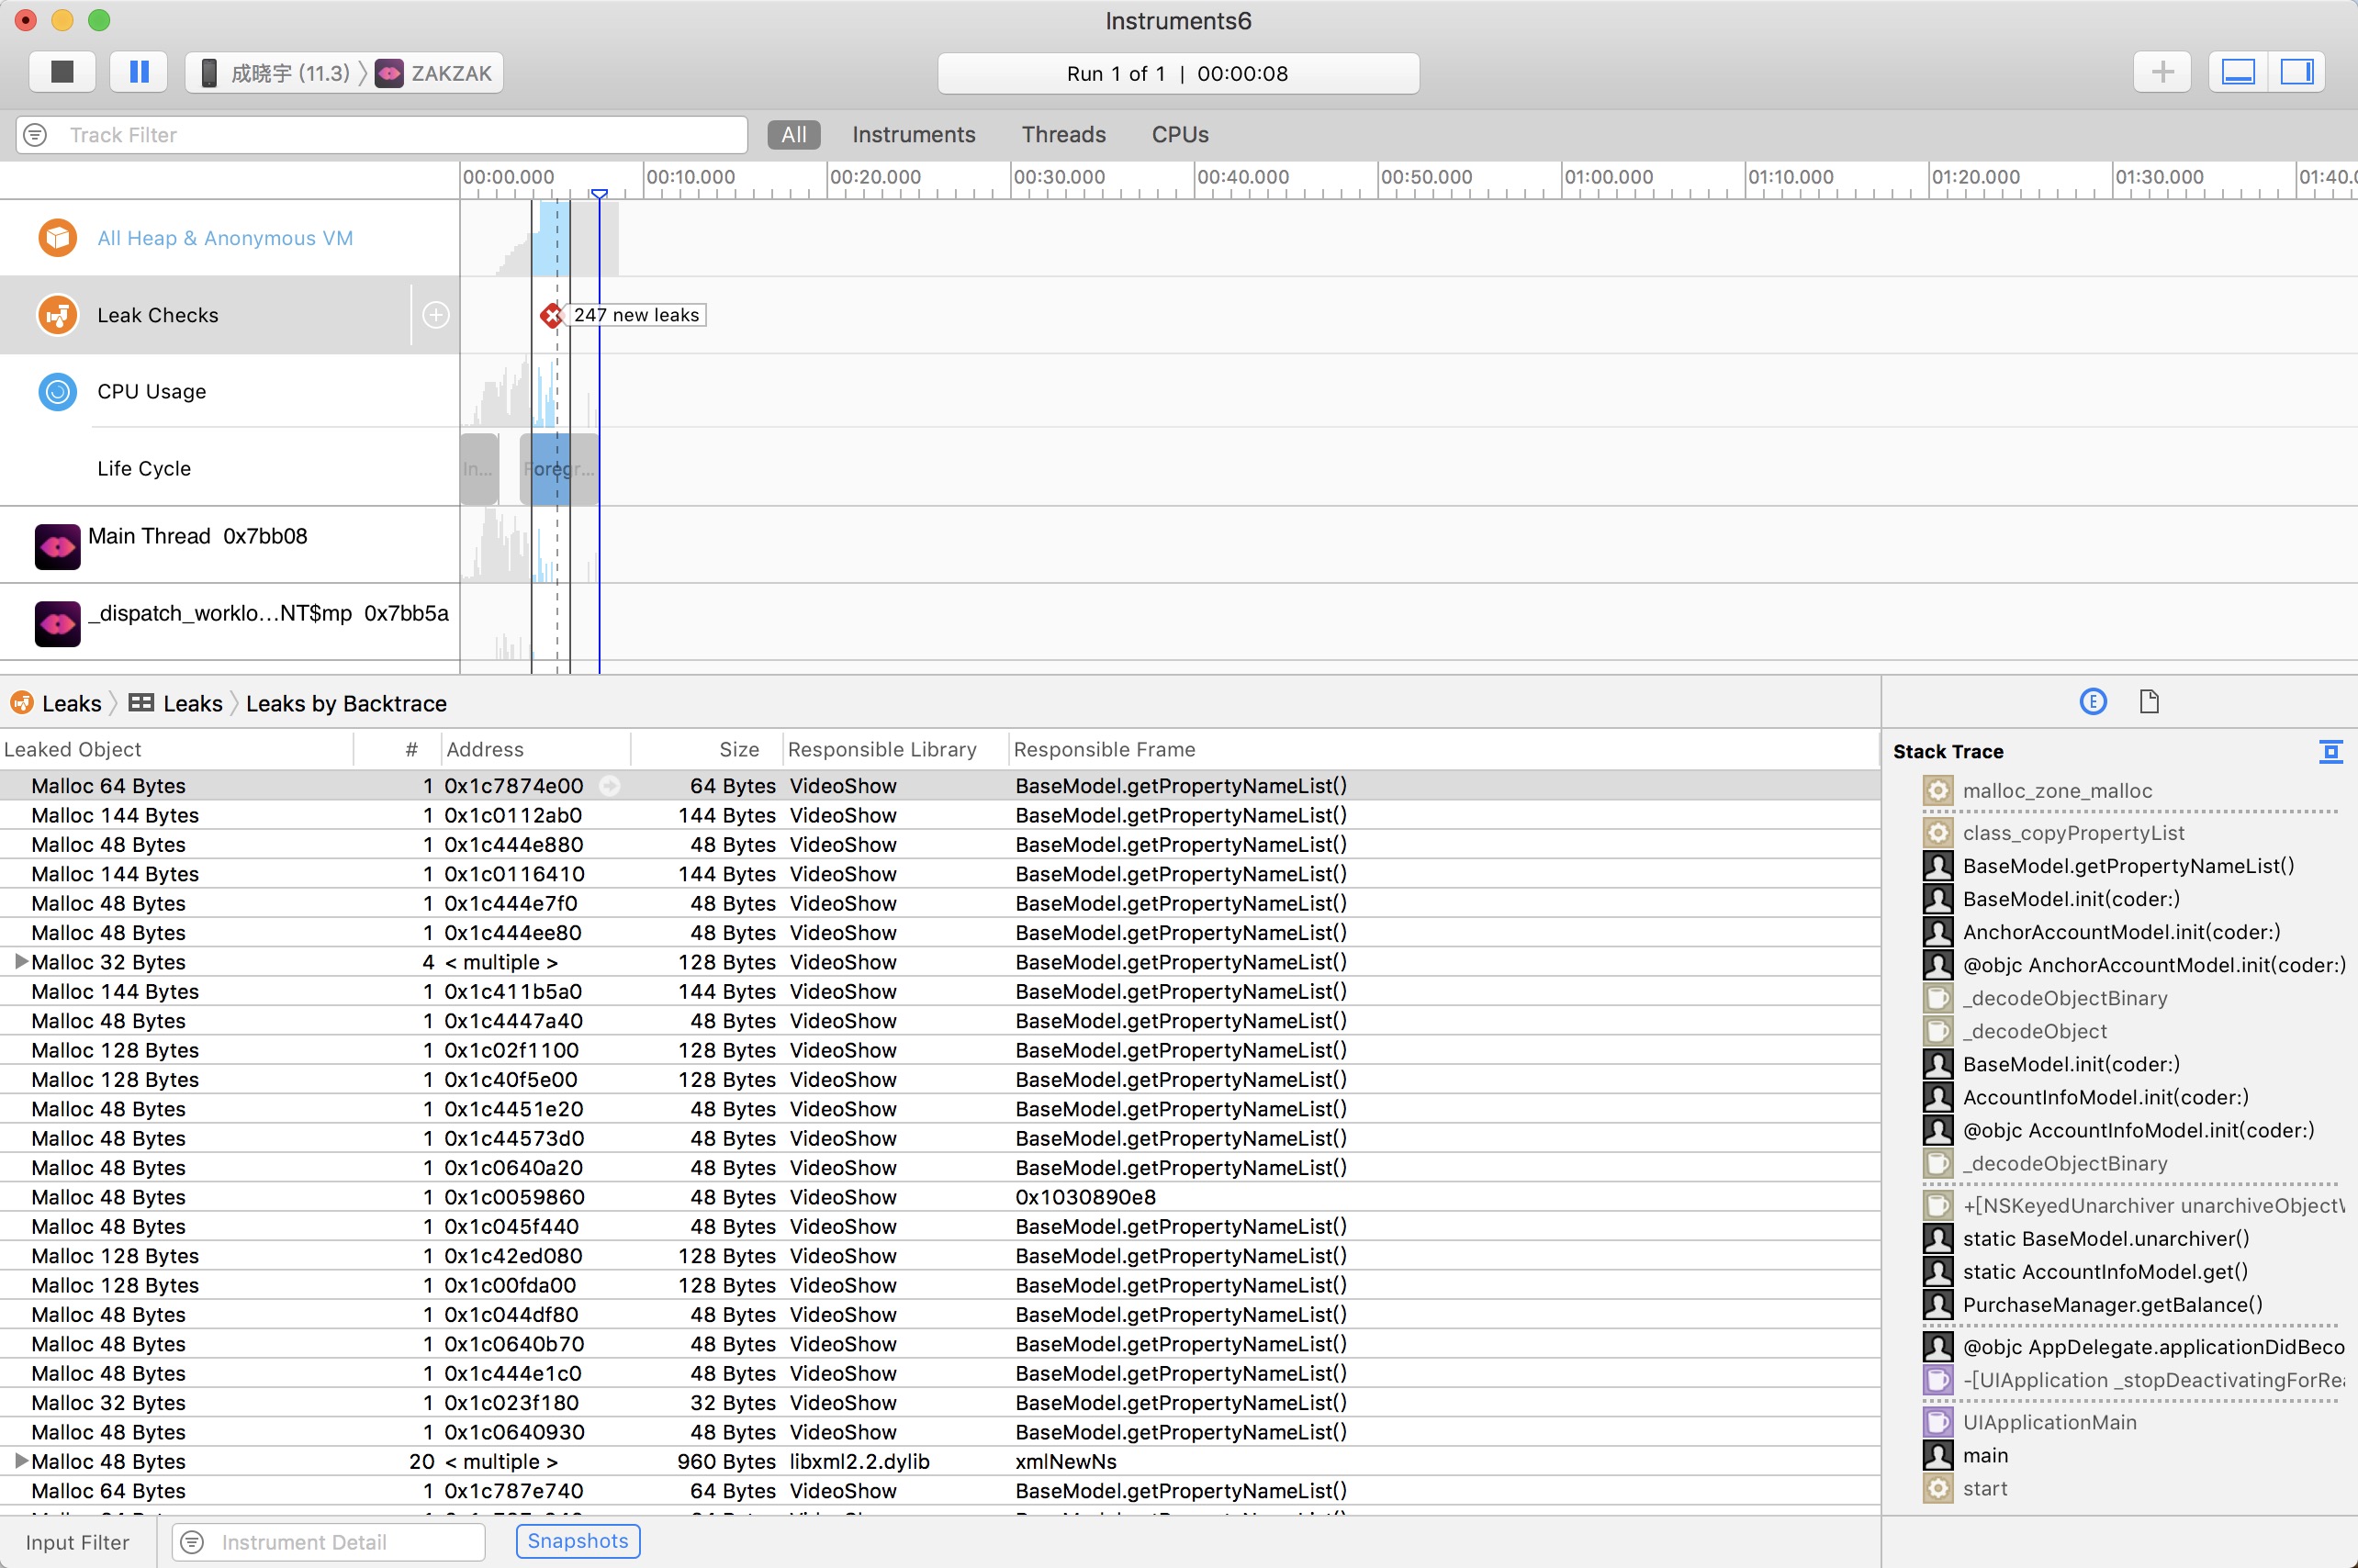 Instruments6
成晓宇 (11.3) ZAKZAK
Run 1 of 1 | 00:00:08
Track Filter
All Instruments Threads CPUs
00:00.000 00:10.000 00:20.000 00:30.000 00:40.000 00:50.000 01:00.000 01:10.000 01:20.000 01:30.000 01:40.0
All Heap & Anonymous VM
Leak Checks
247 new leaks
CPU Usage
Life Cycle
In... Foregr...
Main Thread 0x7bb08
_dispatch_worklo…NT$mp 0x7bb5a
Leaks Leaks Leaks by Backtrace
Leaked Object # Address Size Responsible Library Responsible Frame
Malloc 64 Bytes 1 0x1c7874e00 64 Bytes VideoShow BaseModel.getPropertyNameList()
Malloc 144 Bytes 1 0x1c0112ab0 144 Bytes VideoShow BaseModel.getPropertyNameList()
Malloc 48 Bytes 1 0x1c444e880 48 Bytes VideoShow BaseModel.getPropertyNameList()
Malloc 144 Bytes 1 0x1c0116410 144 Bytes VideoShow BaseModel.getPropertyNameList()
Malloc 48 Bytes 1 0x1c444e7f0 48 Bytes VideoShow BaseModel.getPropertyNameList()
Malloc 48 Bytes 1 0x1c444ee80 48 Bytes VideoShow BaseModel.getPropertyNameList()
Malloc 32 Bytes 4 < multiple > 128 Bytes VideoShow BaseModel.getPropertyNameList()
Malloc 144 Bytes 1 0x1c411b5a0 144 Bytes VideoShow BaseModel.getPropertyNameList()
Malloc 48 Bytes 1 0x1c4447a40 48 Bytes VideoShow BaseModel.getPropertyNameList()
Malloc 128 Bytes 1 0x1c02f1100 128 Bytes VideoShow BaseModel.getPropertyNameList()
Malloc 128 Bytes 1 0x1c40f5e00 128 Bytes VideoShow BaseModel.getPropertyNameList()
Malloc 48 Bytes 1 0x1c4451e20 48 Bytes VideoShow BaseModel.getPropertyNameList()
Malloc 48 Bytes 1 0x1c44573d0 48 Bytes VideoShow BaseModel.getPropertyNameList()
Malloc 48 Bytes 1 0x1c0640a20 48 Bytes VideoShow BaseModel.getPropertyNameList()
Malloc 48 Bytes 1 0x1c0059860 48 Bytes VideoShow 0x1030890e8
Malloc 48 Bytes 1 0x1c045f440 48 Bytes VideoShow BaseModel.getPropertyNameList()
Malloc 128 Bytes 1 0x1c42ed080 128 Bytes VideoShow BaseModel.getPropertyNameList()
Malloc 128 Bytes 1 0x1c00fda00 128 Bytes VideoShow BaseModel.getPropertyNameList()
Malloc 48 Bytes 1 0x1c044df80 48 Bytes VideoShow BaseModel.getPropertyNameList()
Malloc 48 Bytes 1 0x1c0640b70 48 Bytes VideoShow BaseModel.getPropertyNameList()
Malloc 48 Bytes 1 0x1c444e1c0 48 Bytes VideoShow BaseModel.getPropertyNameList()
Malloc 32 Bytes 1 0x1c023f180 32 Bytes VideoShow BaseModel.getPropertyNameList()
Malloc 48 Bytes 1 0x1c0640930 48 Bytes VideoShow BaseModel.getPropertyNameList()
Malloc 48 Bytes 20 < multiple > 960 Bytes libxml2.2.dylib xmlNewNs
Malloc 64 Bytes 1 0x1c787e740 64 Bytes VideoShow BaseModel.getPropertyNameList()
Input Filter Instrument Detail Snapshots
E
Stack Trace
malloc_zone_malloc
class_copyPropertyList
BaseModel.getPropertyNameList()
BaseModel.init(coder:)
AnchorAccountModel.init(coder:)
@objc AnchorAccountModel.init(coder:)
_decodeObjectBinary
_decodeObject
BaseModel.init(coder:)
AccountInfoModel.init(coder:)
@objc AccountInfoModel.init(coder:)
_decodeObjectBinary
+[NSKeyedUnarchiver unarchiveObject
static BaseModel.unarchiver()
static AccountInfoModel.get()
PurchaseManager.getBalance()
@objc AppDelegate.applicationDidBeco
-[UIApplication _stopDeactivatingForRea
UIApplicationMain
main
start